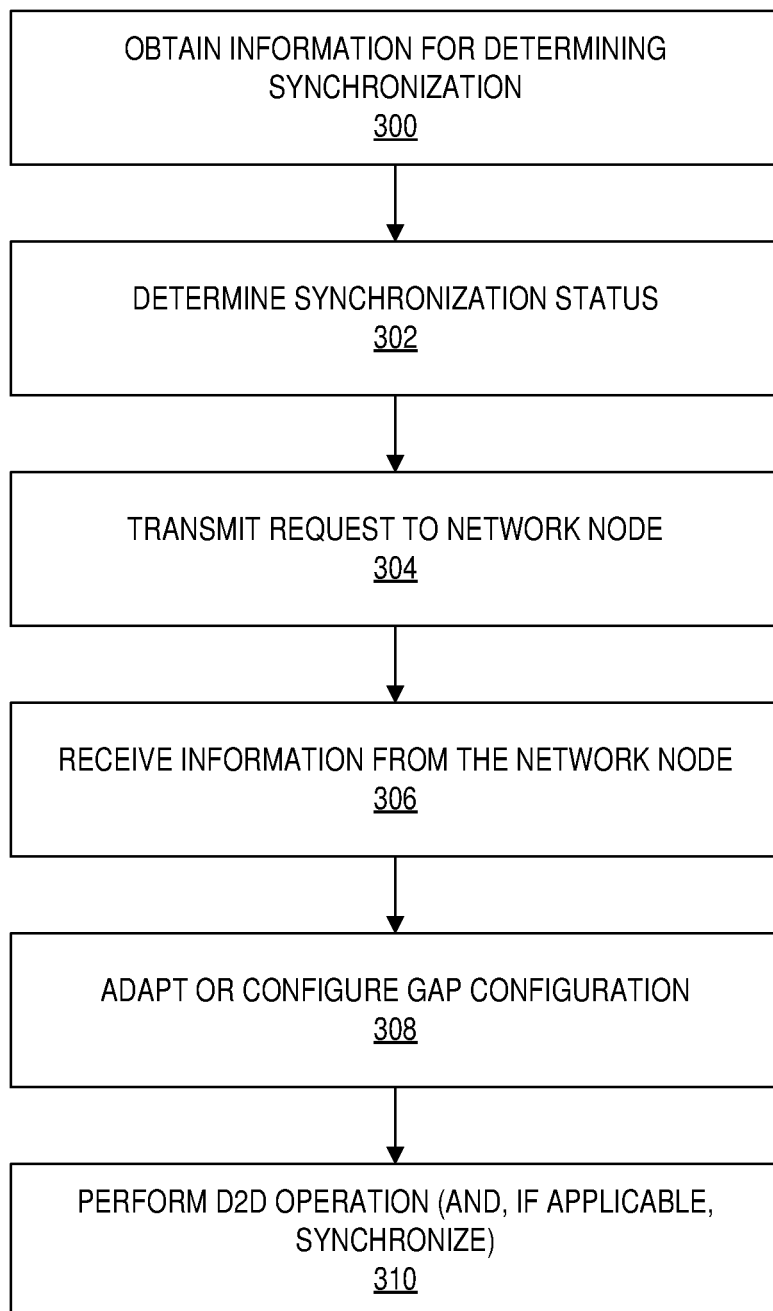 OBTAIN INFORMATION FOR DETERMINING
SYNCHRONIZATION
300
DETERMINE SYNCHRONIZATION STATUS
302
TRANSMIT REQUEST TO NETWORK NODE
304
RECEIVE INFORMATION FROM THE NETWORK NODE
306
ADAPT OR CONFIGURE GAP CONFIGURATION
308
PERFORM D2D OPERATION (AND, IF APPLICABLE,
SYNCHRONIZE)
310